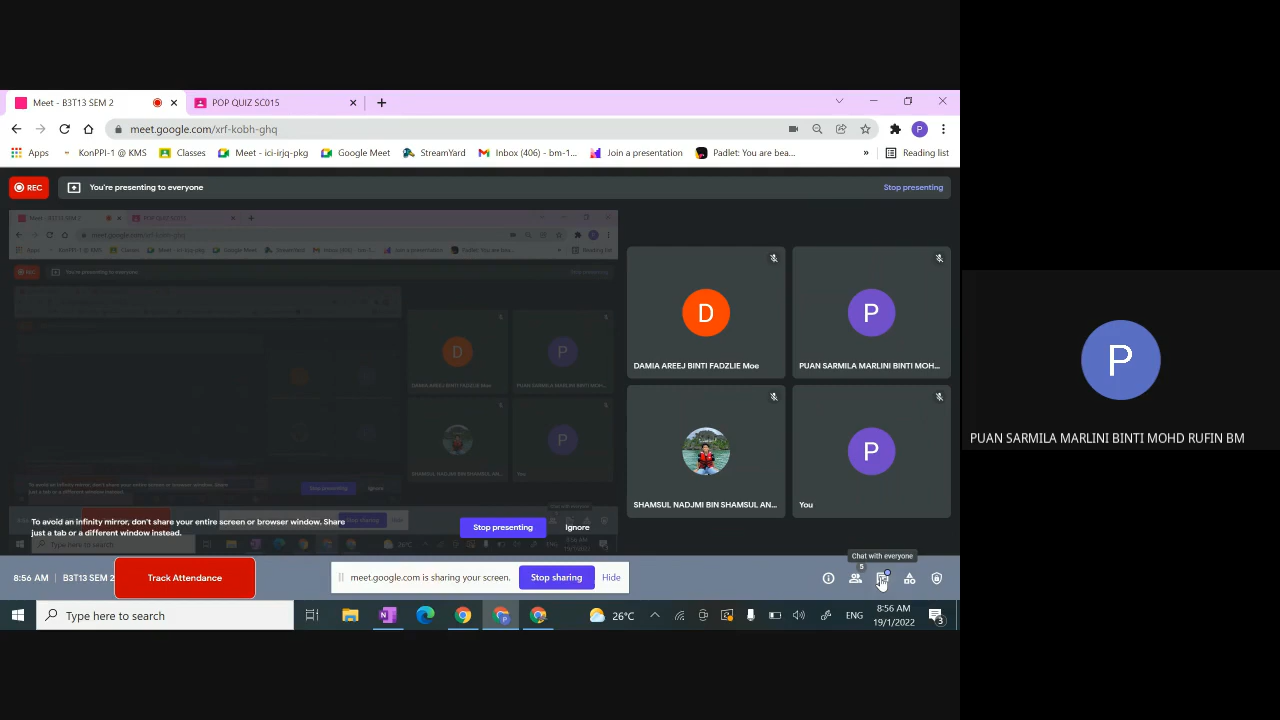 Meet - B3T13 SEM 2
POP QUIZ SC015
meet.google.com/xrf-kobh-ghq
Apps
KonPPI-1 @ KMS
Classes
Meet - ici-irjq-pkg
Google Meet
StreamYard
Inbox (406) - bm-1...
Join a presentation
Padlet: You are bea...
»
Reading list
REC
You're presenting to everyone
Stop presenting
D
DAMIA AREEJ BINTI FADZLIE Moe
P
PUAN SARMILA MARLINI BINTI MOH...
SHAMSUL NADJMI BIN SHAMSUL AN...
P
You
To avoid an infinity mirror, don't share your entire screen or browser window. Share
just a tab or a different window instead.
Stop presenting
Ignore
Chat with everyone
8:56 AM | B3T13 SEM 2
Track Attendance
meet.google.com is sharing your screen.
Stop sharing
Hide
5
Type here to search
26°C
ENG
8:56 AM
19/1/2022
3
P
PUAN SARMILA MARLINI BINTI MOHD RUFIN BM